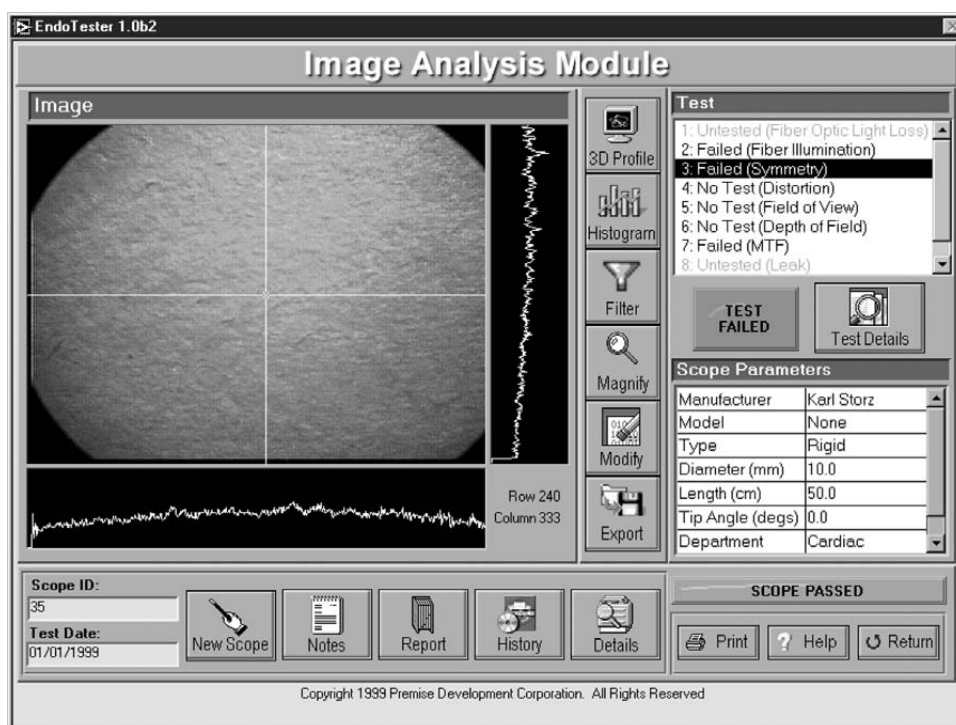 EndoTester 1.0b2
Image Analysis Module
Image
Row 240
Column 333
3D Profile
Histogram
Filter
Magnify
Modify
Export
Test
1: Untested (Fiber Optic Light Loss)
2: Failed (Fiber Illumination)
3: Failed (Symmetry)
4: No Test (Distortion)
5: No Test (Field of View)
6: No Test (Depth of Field)
7: Failed (MTF)
8: Untested (Leak)
TEST
FAILED
Test Details
Scope Parameters
Manufacturer Karl Storz
Model None
Type Rigid
Diameter (mm) 10.0
Length (cm) 50.0
Tip Angle (degs) 0.0
Department Cardiac
Scope ID:
35
Test Date:
01/01/1999
New Scope
Notes
Report
History
Details
SCOPE PASSED
Print
Help
Return
Copyright 1999 Premise Development Corporation. All Rights Reserved